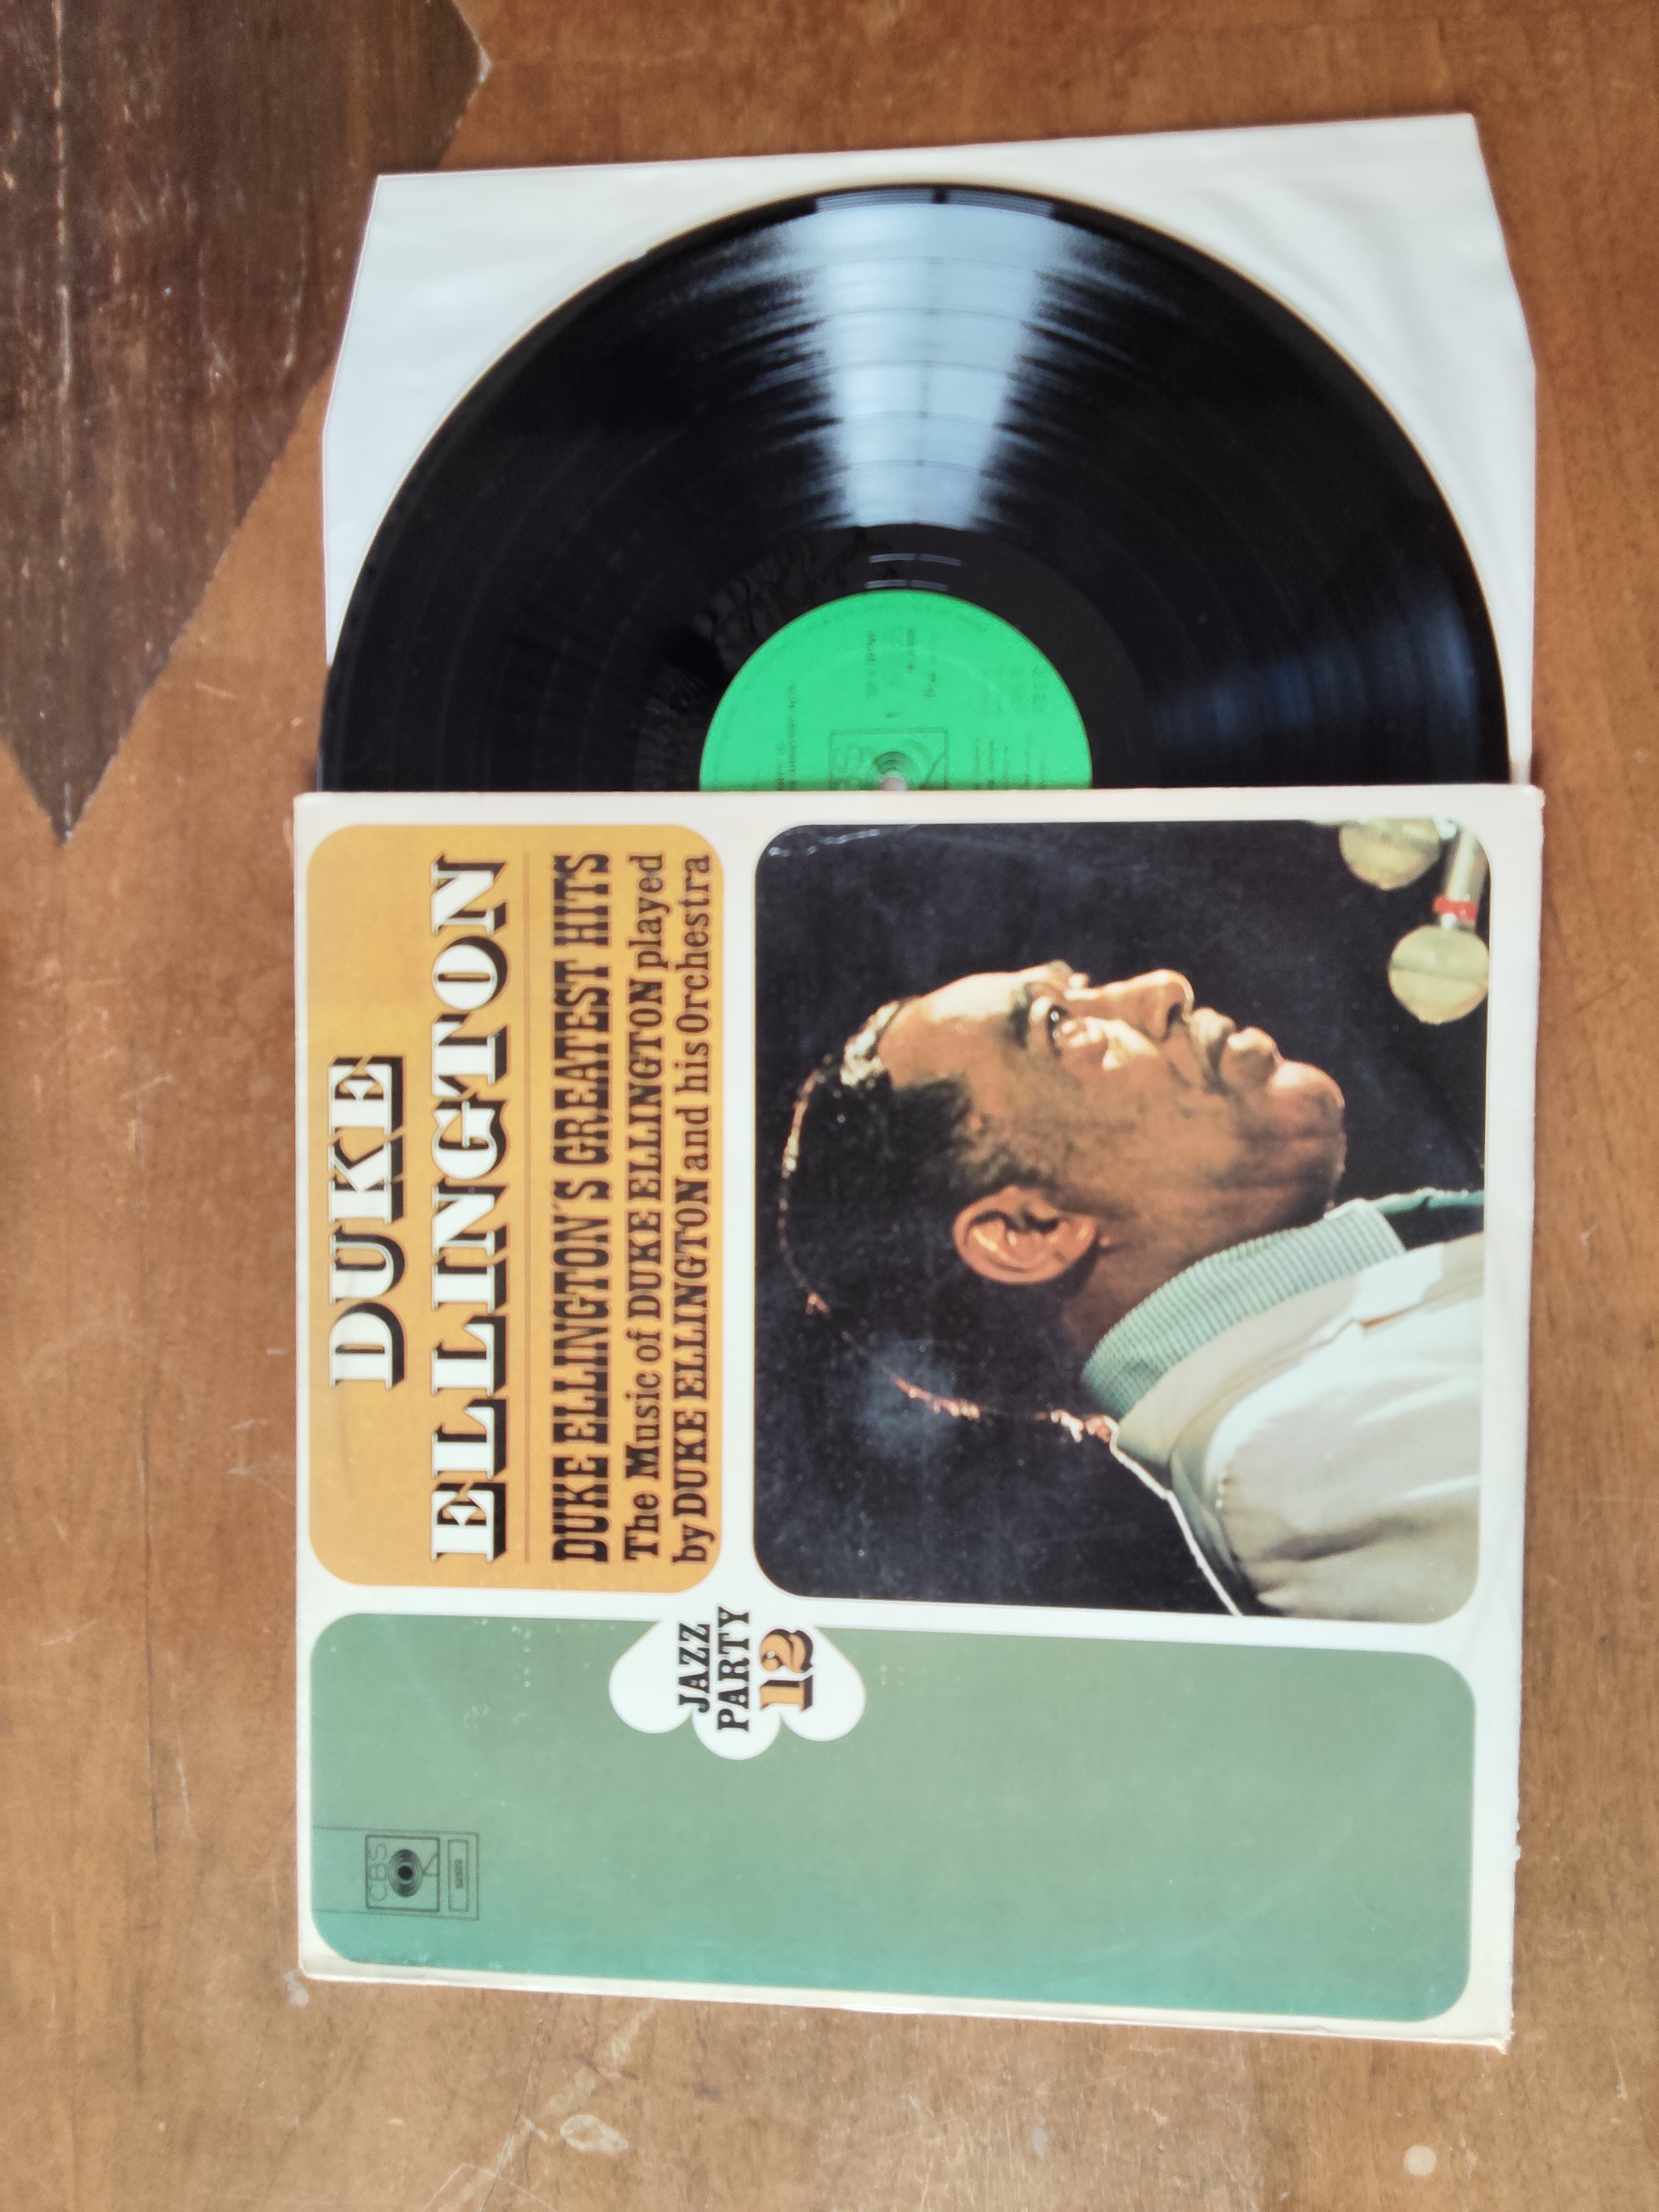 DUKE
ELLINGTON
DUKE ELLINGTON'S GREATEST HITS
The Music of DUKE ELLINGTON played
by DUKE ELLINGTON and his Orchestra
JAZZ
PARTY
12
CBS
CBS